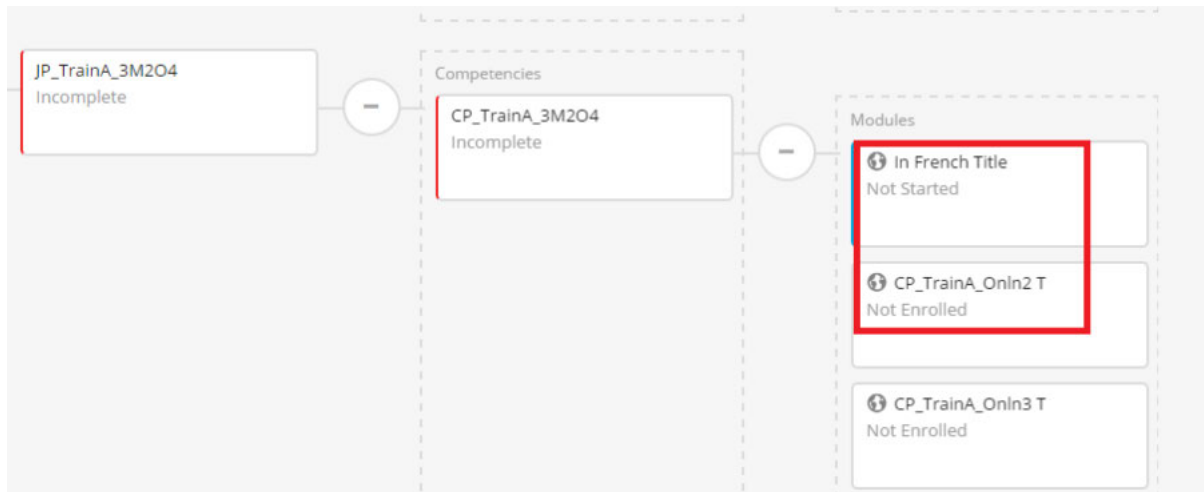 JP_TrainA_3M2O4
Incomplete
Competencies
CP_TrainA_3M2O4
Incomplete
Modules
In French Title
Not Started
CP_TrainA_Onln2 T
Not Enrolled
CP_TrainA_Onln3 T
Not Enrolled